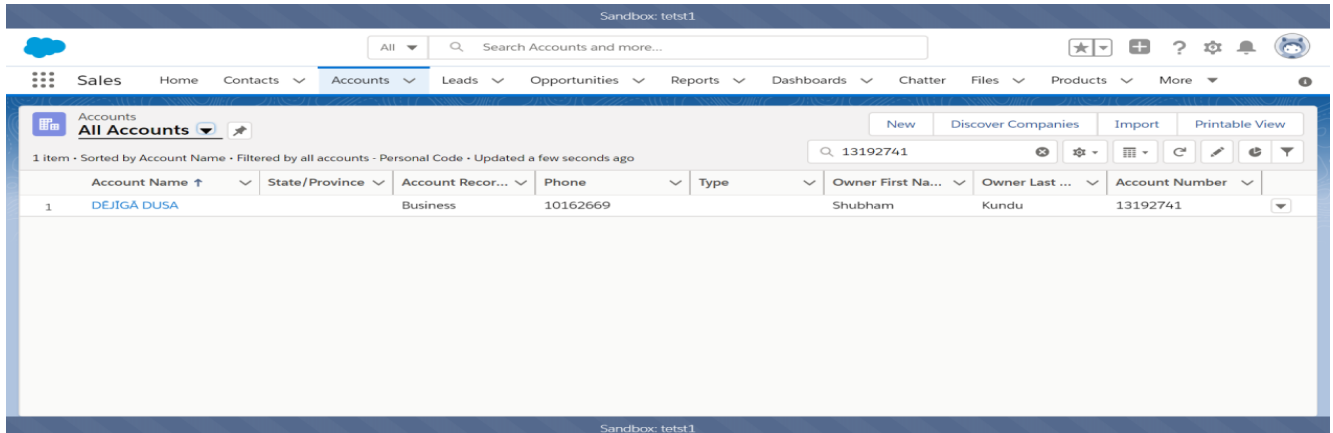 Sandbox: tetst1
All Search Accounts and more...
Sales Home Contacts Accounts Leads Opportunities Reports Dashboards Chatter Files Products More
Accounts
All Accounts
New Discover Companies Import Printable View
1 item • Sorted by Account Name • Filtered by all accounts - Personal Code • Updated a few seconds ago
13192741
Account Name ↑ State/Province Account Recor... Phone Type Owner First Na... Owner Last ... Account Number
1 DĒJĪGĀ DUSA Business 10162669 Shubham Kundu 13192741
Sandbox: tetst1